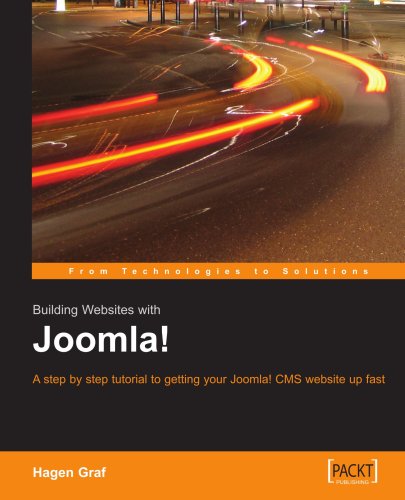 From Technologies to Solutions
Building Websites with
Joomla!
A step by step tutorial to getting your Joomla! CMS website up fast
Hagen Graf
PACKT
PUBLISHING